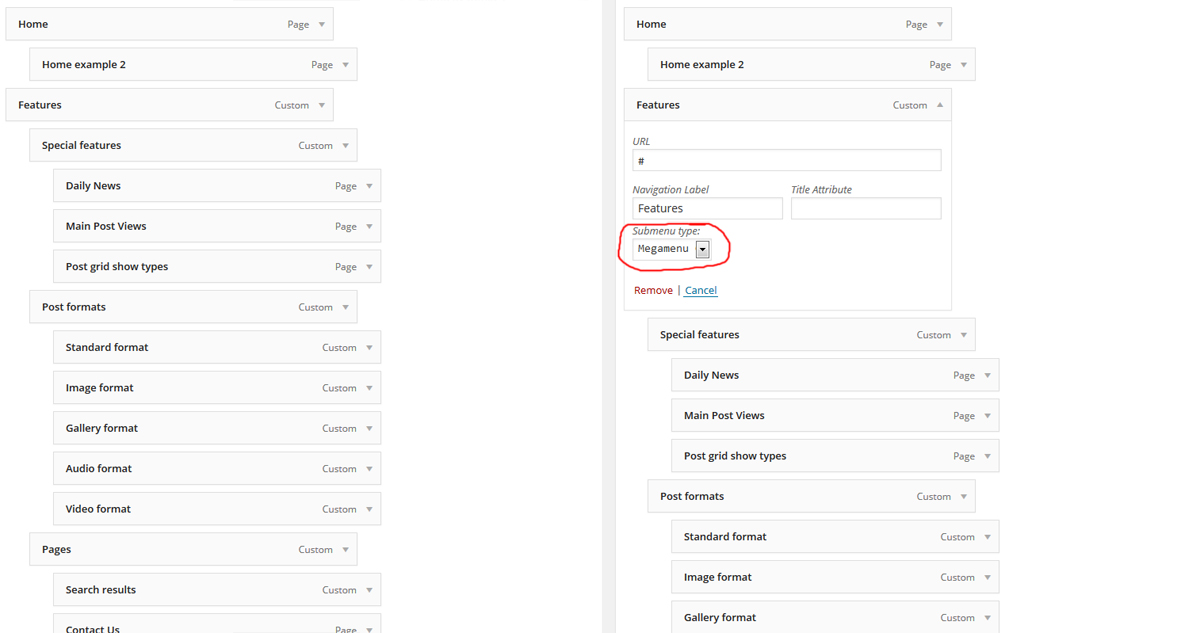 Home Page
Home example 2 Page
Features Custom
Special features Custom
Daily News Page
Main Post Views Page
Post grid show types Page
Post formats Custom
Standard format Custom
Image format Custom
Gallery format Custom
Audio format Custom
Video format Custom
Pages Custom
Search results Custom
Contact Us Page
Home Page
Home example 2 Page
Features Custom
URL
#
Navigation Label Title Attribute
Features
Submenu type:
Megamenu
Remove | Cancel
Special features Custom
Daily News Page
Main Post Views Page
Post grid show types Page
Post formats Custom
Standard format Custom
Image format Custom
Gallery format Custom